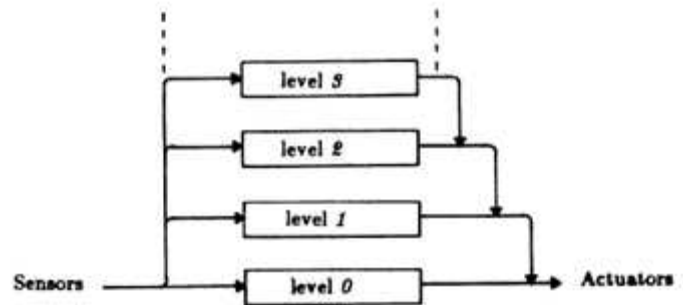 level 3
level 2
level 1
Sensors
level 0
Actuators